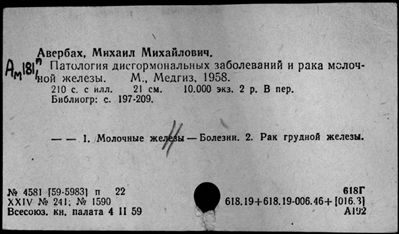 Авербах, Михаил Михайлович.
Ам181,п Патология дисгормональных заболеваний и рака молоч-
ной железы. М., Медгиз, 1958.
210 с. с илл. 21 см. 10.000 экз. 2 р. В пер.
Библиогр: с. 197-209.
— — 1. Молочные железы — Болезни. 2. Рак грудной железы.
№ 4581 [59-5983] п 22
618Г
XXIV № 241; № 1590
618.19+618.19-006.46+[016.3]
Всесоюз. кн. палата 4 II 59
А192